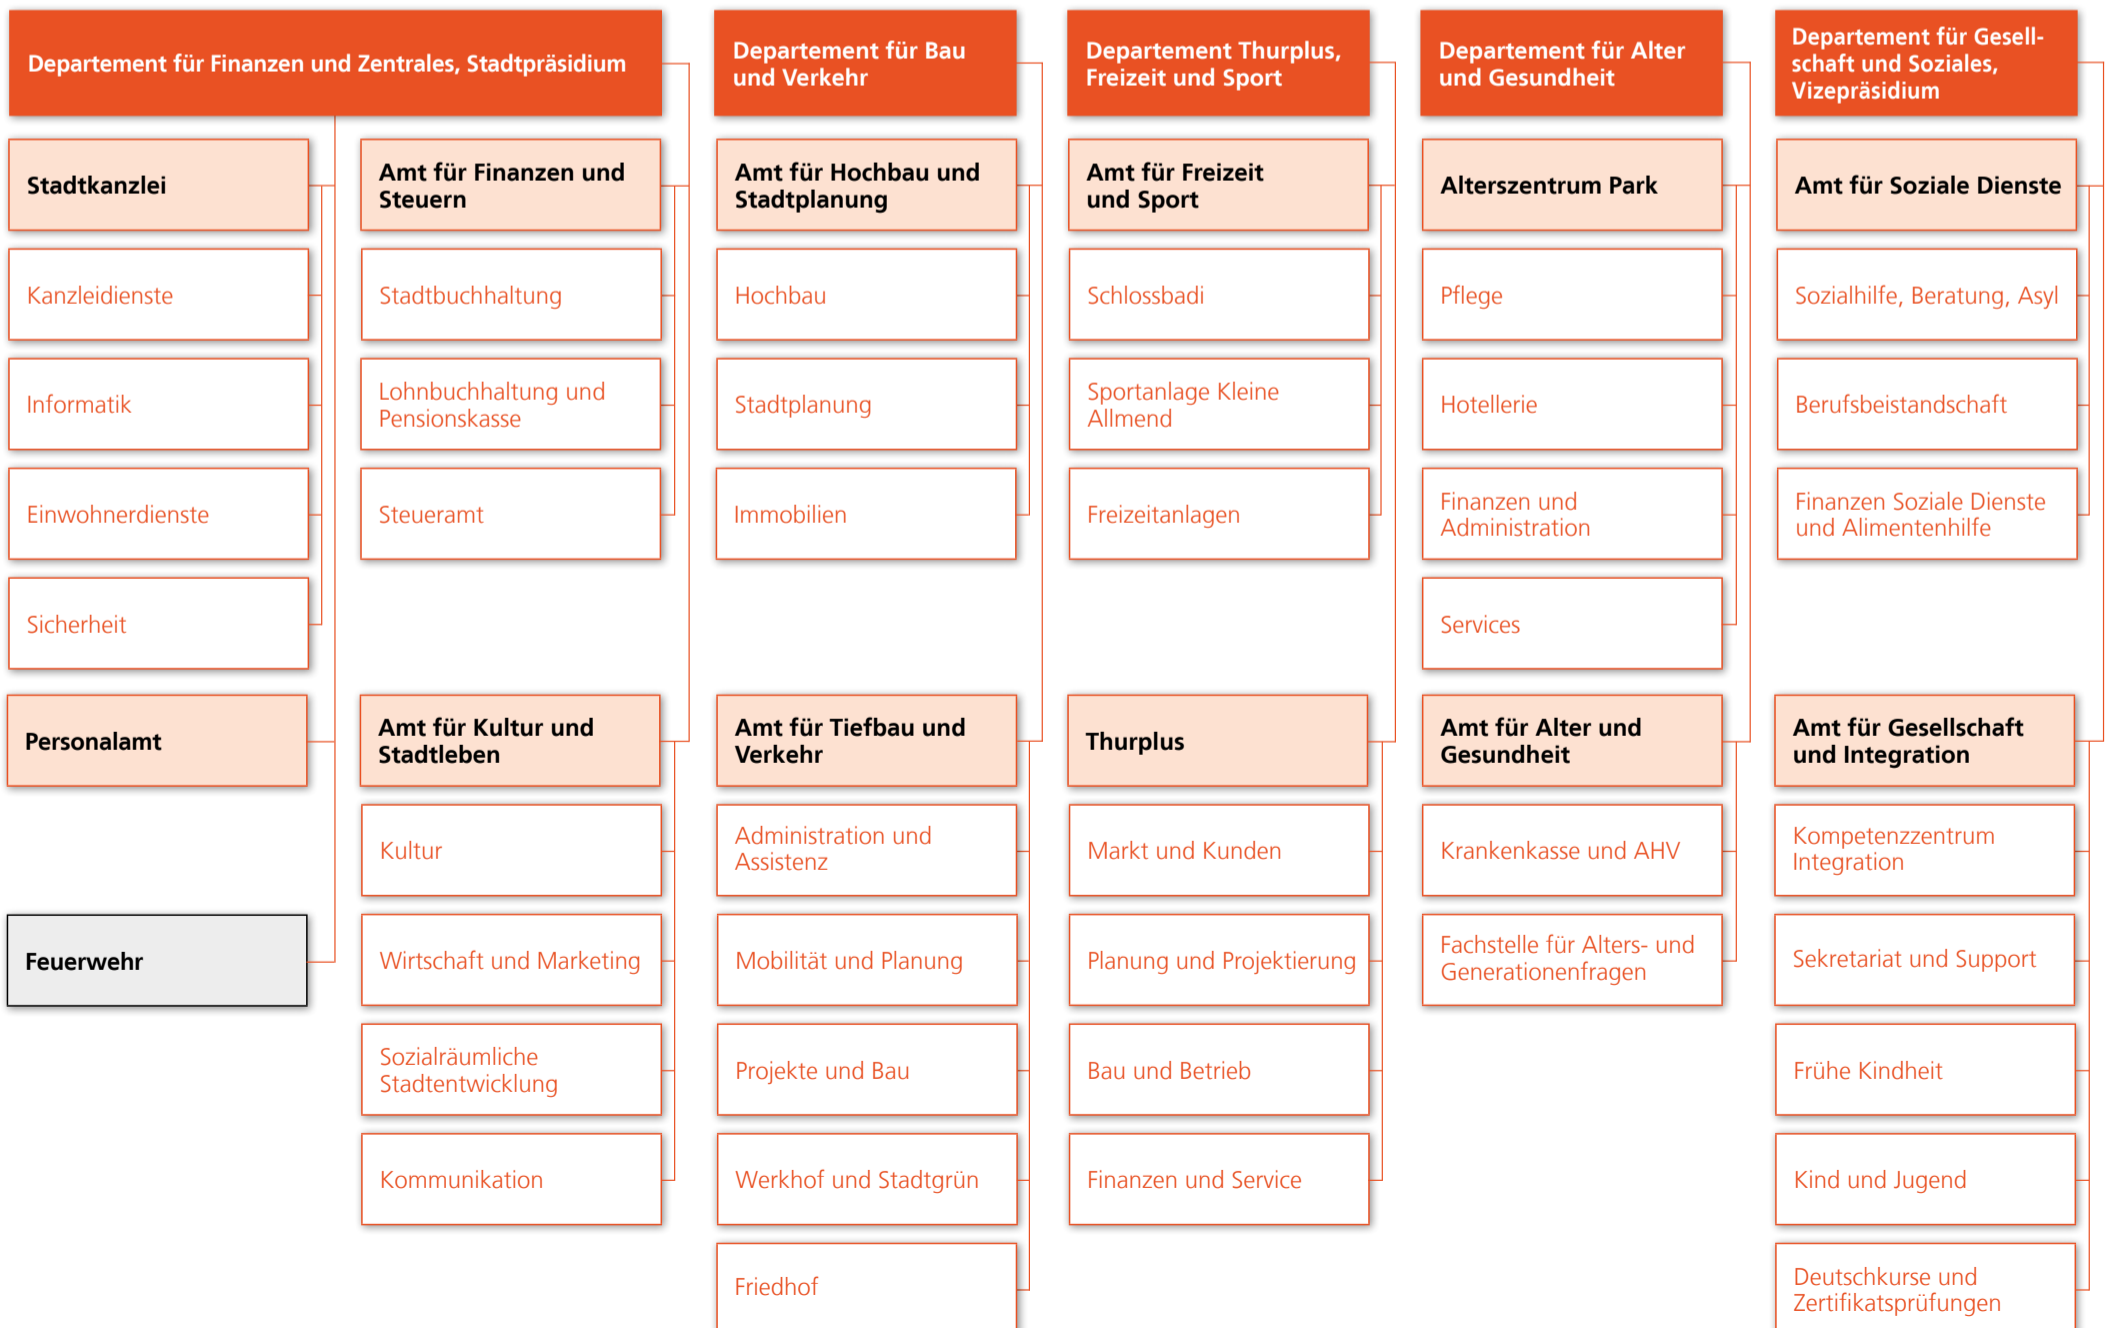 Departement für Finanzen und Zentrales, Stadtpräsidium
Stadtkanzlei
Kanzleidienste
Informatik
Einwohnerdienste
Sicherheit
Personalamt
Feuerwehr
Amt für Finanzen und
Steuern
Stadtbuchhaltung
Lohnbuchhaltung und
Pensionskasse
Steueramt
Amt für Kultur und
Stadtleben
Kultur
Wirtschaft und Marketing
Sozialräumliche
Stadtentwicklung
Kommunikation
Departement für Bau
und Verkehr
Amt für Hochbau und
Stadtplanung
Hochbau
Stadtplanung
Immobilien
Amt für Tiefbau und
Verkehr
Administration und
Assistenz
Mobilität und Planung
Projekte und Bau
Werkhof und Stadtgrün
Friedhof
Departement Thurplus,
Freizeit und Sport
Amt für Freizeit
und Sport
Schlossbadi
Sportanlage Kleine
Allmend
Freizeitanlagen
Thurplus
Markt und Kunden
Planung und Projektierung
Bau und Betrieb
Finanzen und Service
Departement für Alter
und Gesundheit
Alterszentrum Park
Pflege
Hotellerie
Finanzen und
Administration
Services
Amt für Alter und
Gesundheit
Krankenkasse und AHV
Fachstelle für Alters- und
Generationenfragen
Departement für Gesell-
schaft und Soziales,
Vizepräsidium
Amt für Soziale Dienste
Sozialhilfe, Beratung, Asyl
Berufsbeistandschaft
Finanzen Soziale Dienste
und Alimentenhilfe
Amt für Gesellschaft
und Integration
Kompetenzzentrum
Integration
Sekretariat und Support
Frühe Kindheit
Kind und Jugend
Deutschkurse und
Zertifikatsprüfungen